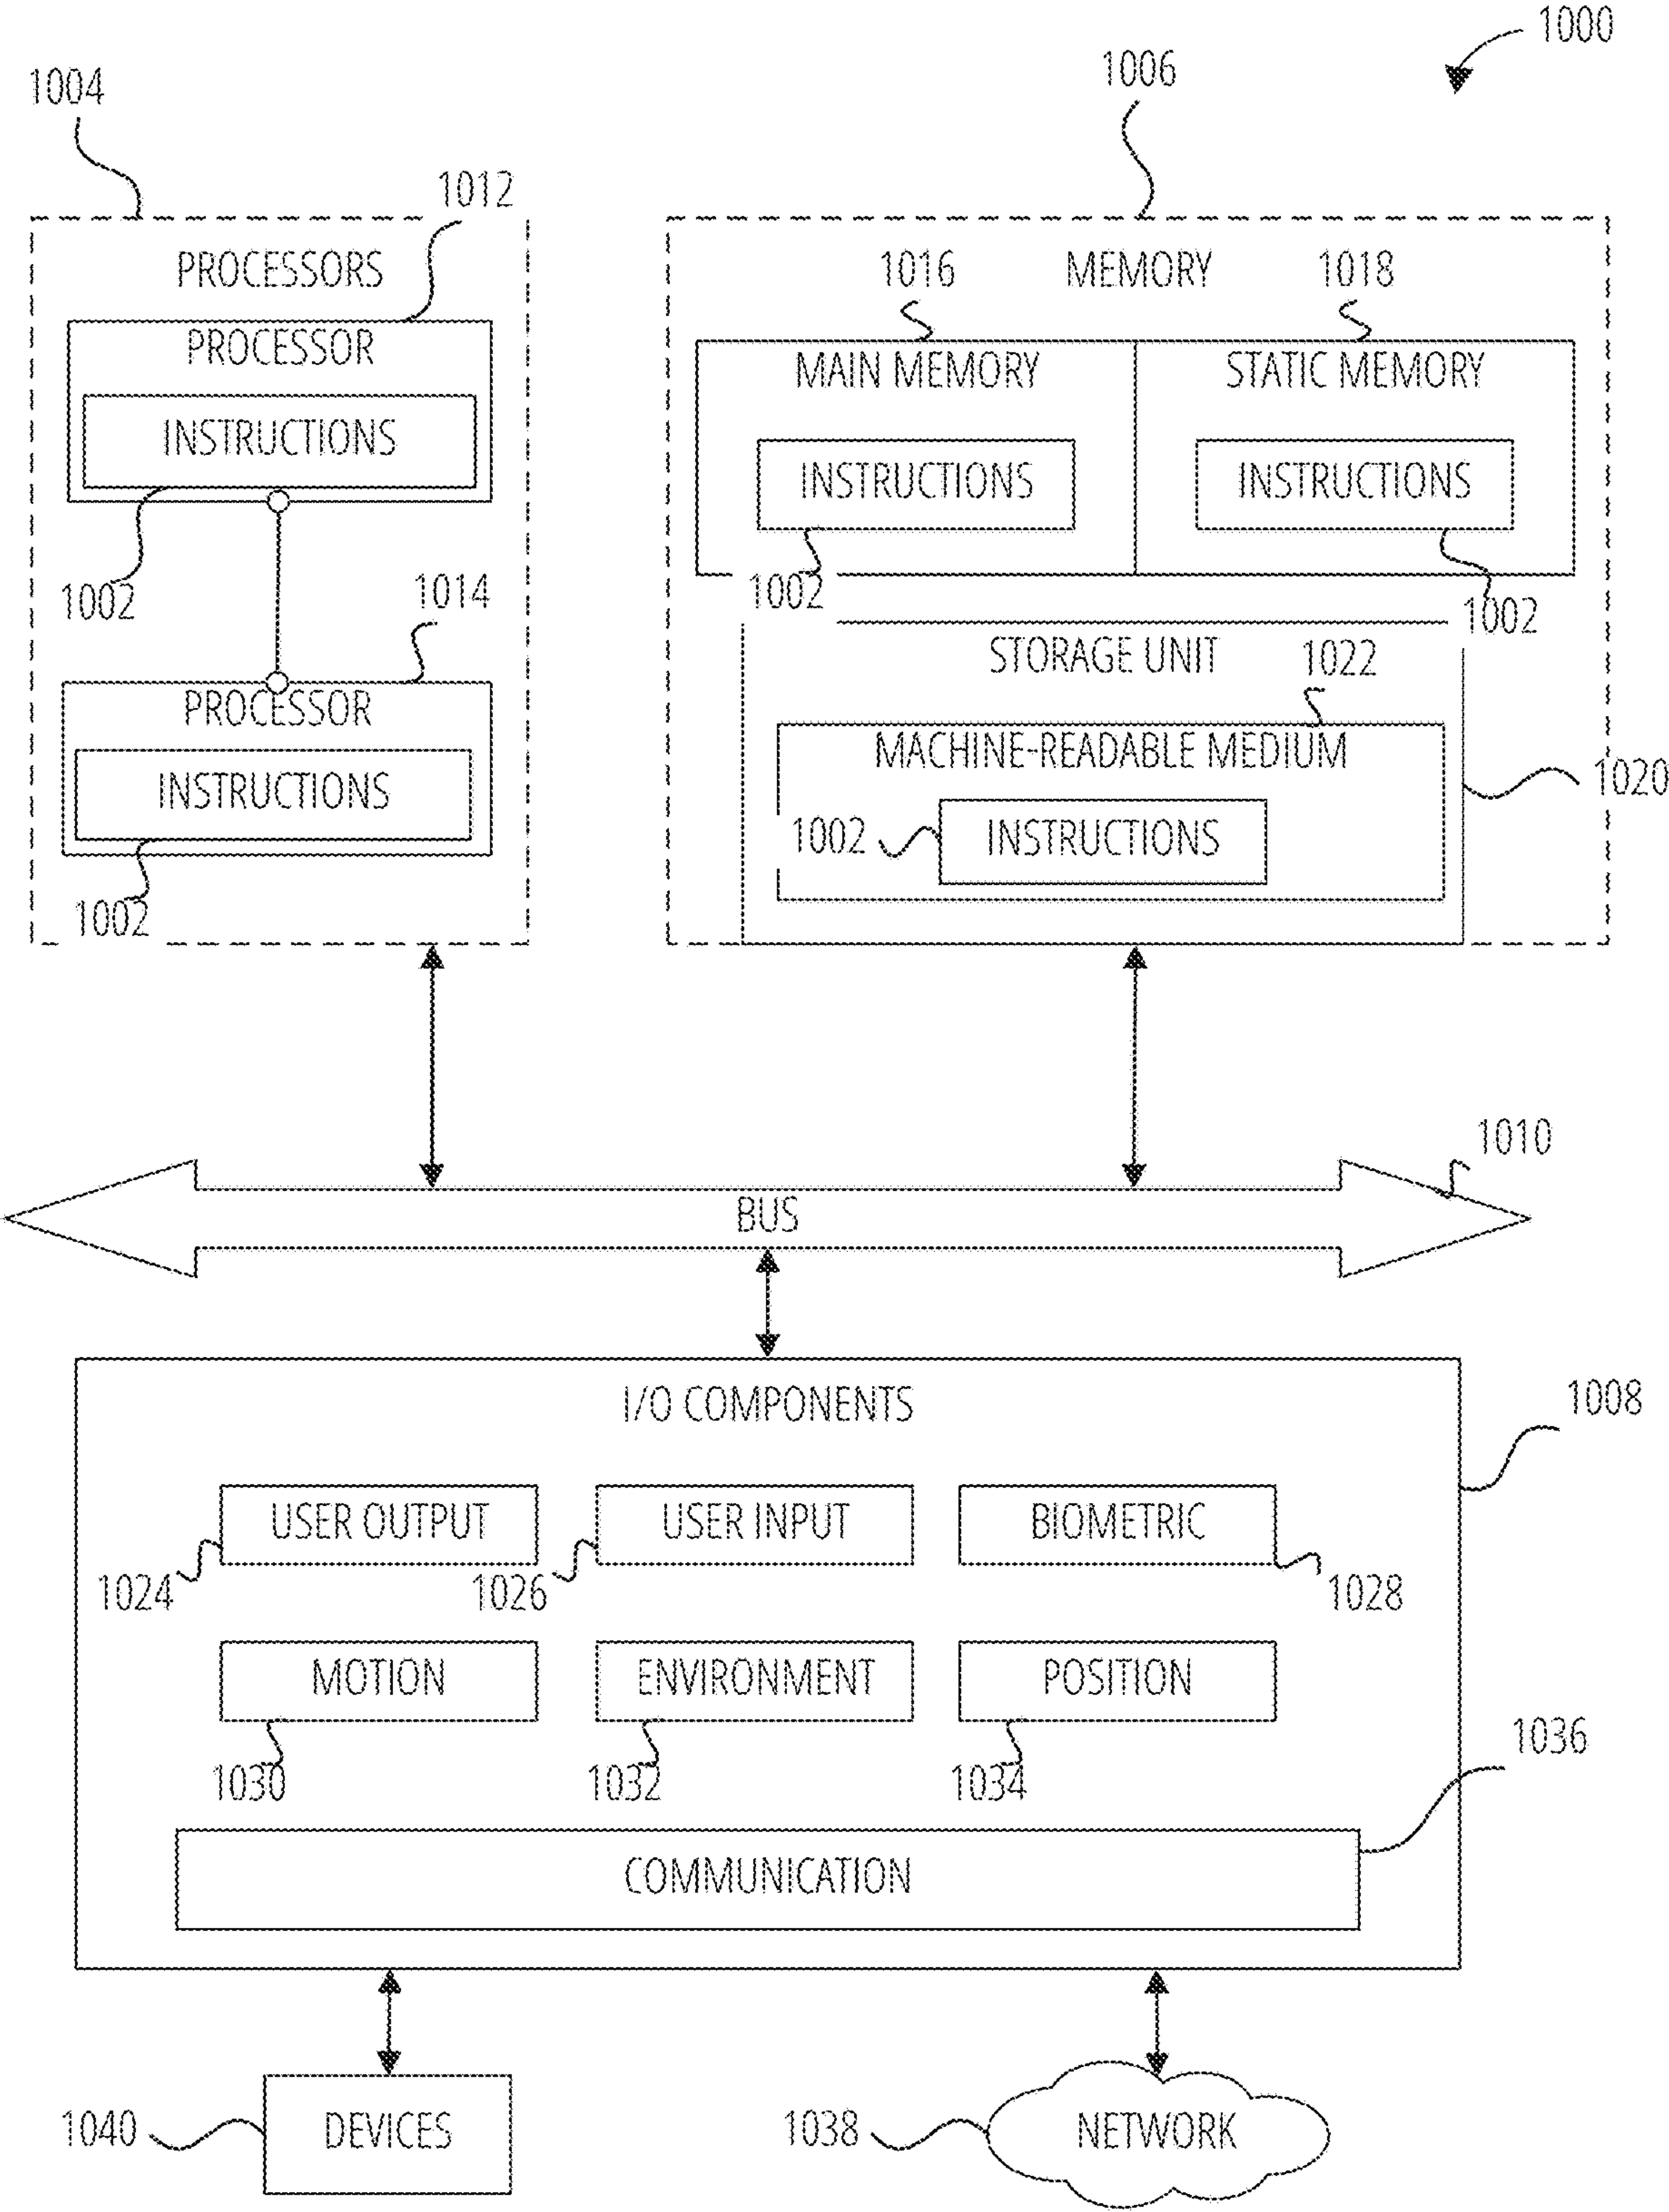 1000
1006
1004
1012
PROCESSORS
1016 MEMORY 1018
PROCESSOR
MAIN MEMORY STATIC MEMORY
INSTRUCTIONS
INSTRUCTIONS INSTRUCTIONS
1002 1014 1002 1002
STORAGE UNIT 1022
PROCESSOR
MACHINE-READABLE MEDIUM
1020
INSTRUCTIONS
1002 INSTRUCTIONS
1002
1010
BUS
I/O COMPONENTS
1008
USER OUTPUT USER INPUT BIOMETRIC
1024 1026 1028
MOTION ENVIRONMENT POSITION
1036
1030 1032 1034
COMMUNICATION
1040 DEVICES 1038 NETWORK